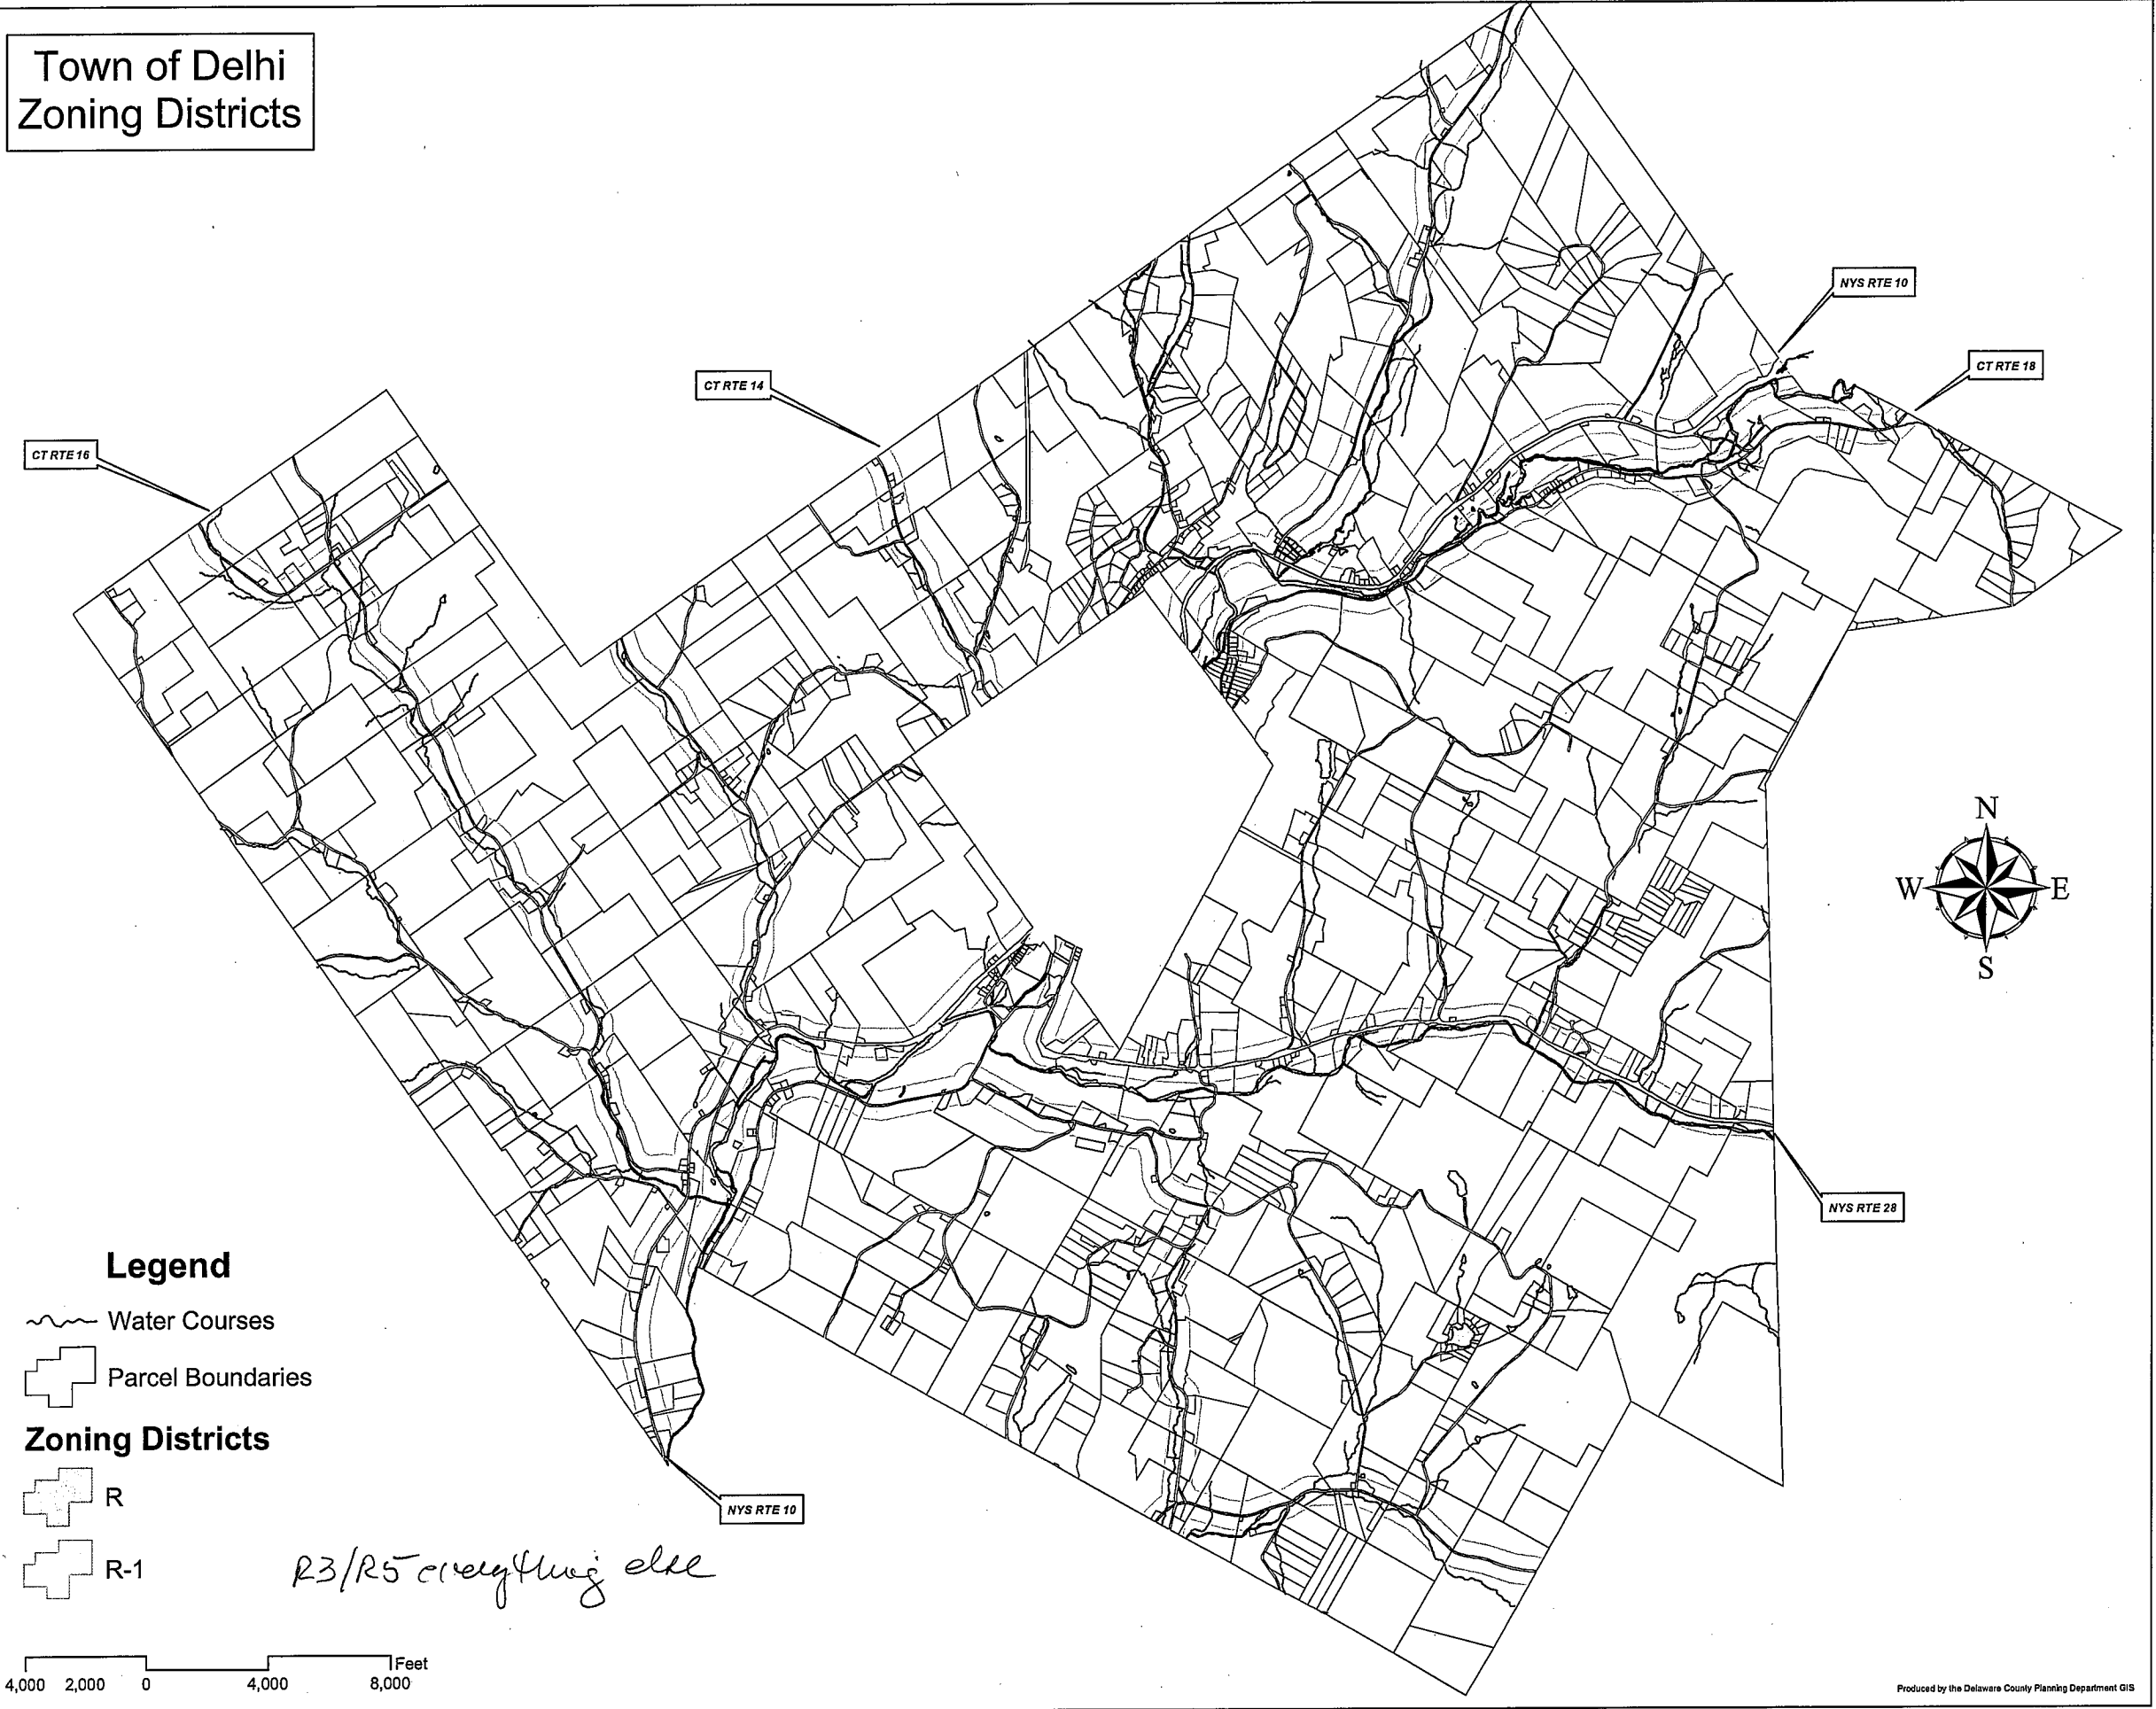 Town of Delhi
Zoning Districts
NYS RTE 10
CT RTE 18
CT RTE 14
CT RTE 16
N
W
E
S
NYS RTE 28
Legend
Water Courses
Parcel Boundaries
Zoning Districts
R
R-1
NYS RTE 10
R3/R5 everything else
Feet
4,000 2,000 0 4,000 8,000
Produced by the Delaware County Planning Department GIS